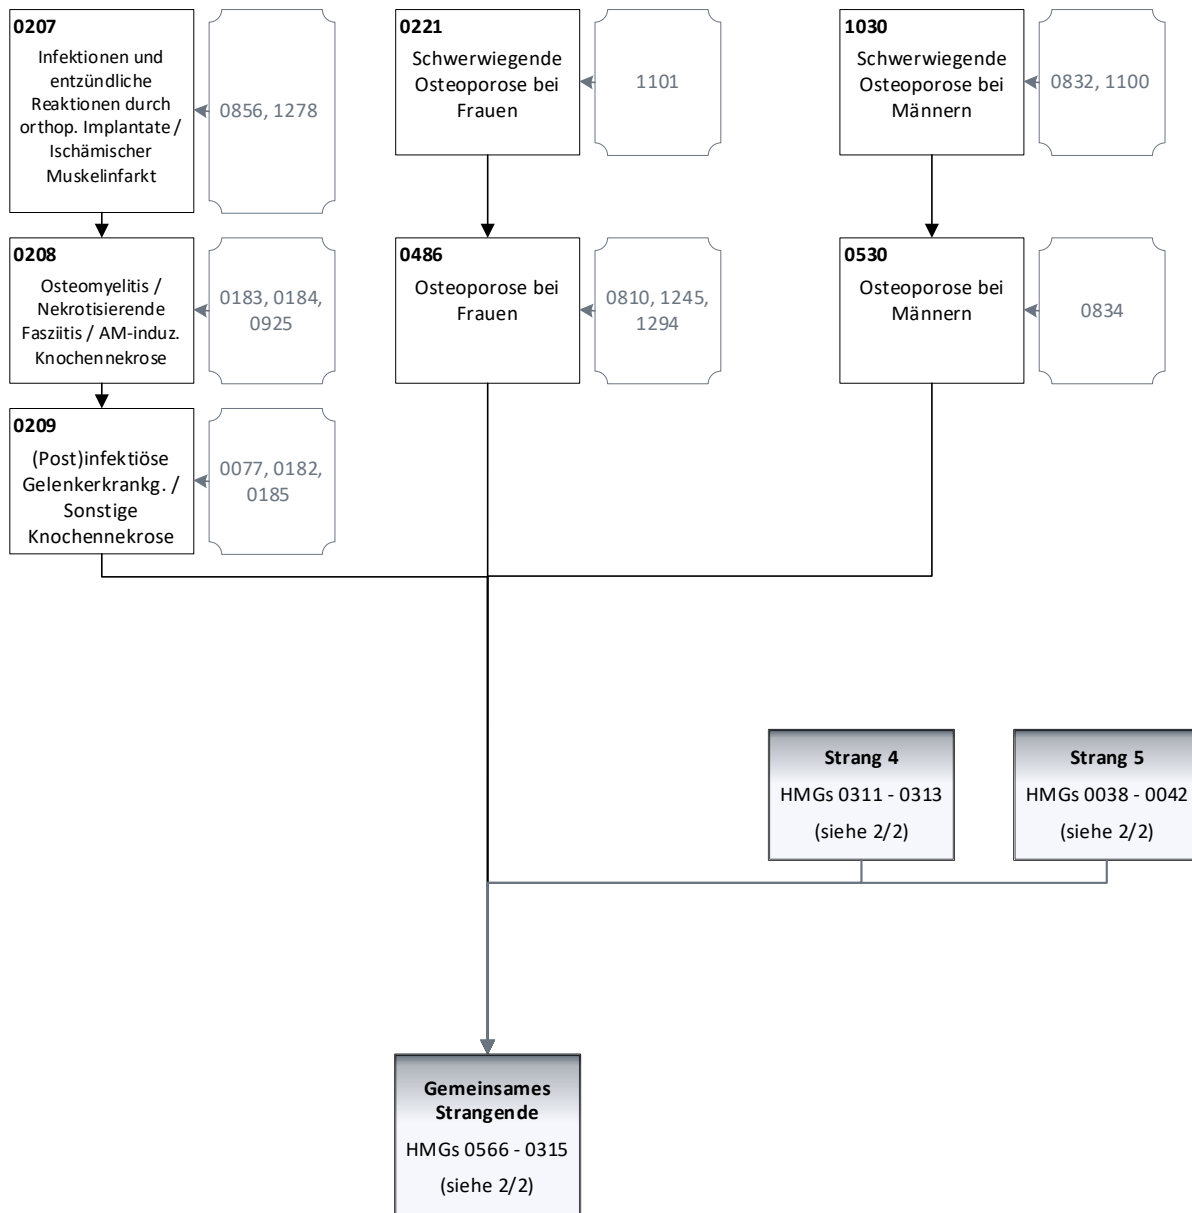 0207
Infektionen und
entzündliche
Reaktionen durch
orthop. Implantate /
Ischämischer
Muskelinfarkt
0856, 1278
0221
Schwerwiegende
Osteoporose bei
Frauen
1101
1030
Schwerwiegende
Osteoporose bei
Männern
0832, 1100
0208
Osteomyelitis /
Nekrotisierende
Fasziitis / AM-induz.
Knochennekrose
0183, 0184,
0925
0486
Osteoporose bei
Frauen
0810, 1245,
1294
0530
Osteoporose bei
Männern
0834
0209
(Post)infektiöse
Gelenkerkrankg. /
Sonstige
Knochennekrose
0077, 0182,
0185
Strang 4
HMGs 0311 - 0313
(siehe 2/2)
Strang 5
HMGs 0038 - 0042
(siehe 2/2)
Gemeinsames
Strangende
HMGs 0566 - 0315
(siehe 2/2)